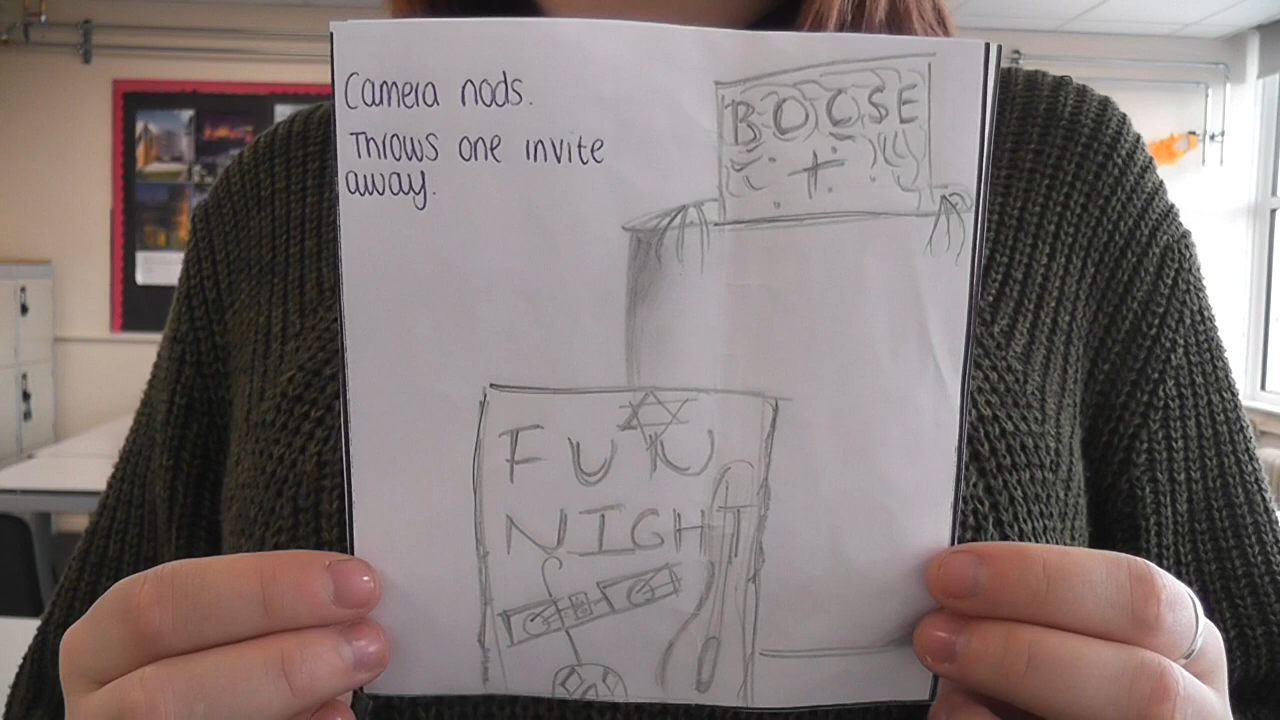 Camera nods.
Throws one invite
away.
BOOSE
+
FUN
NIGHT